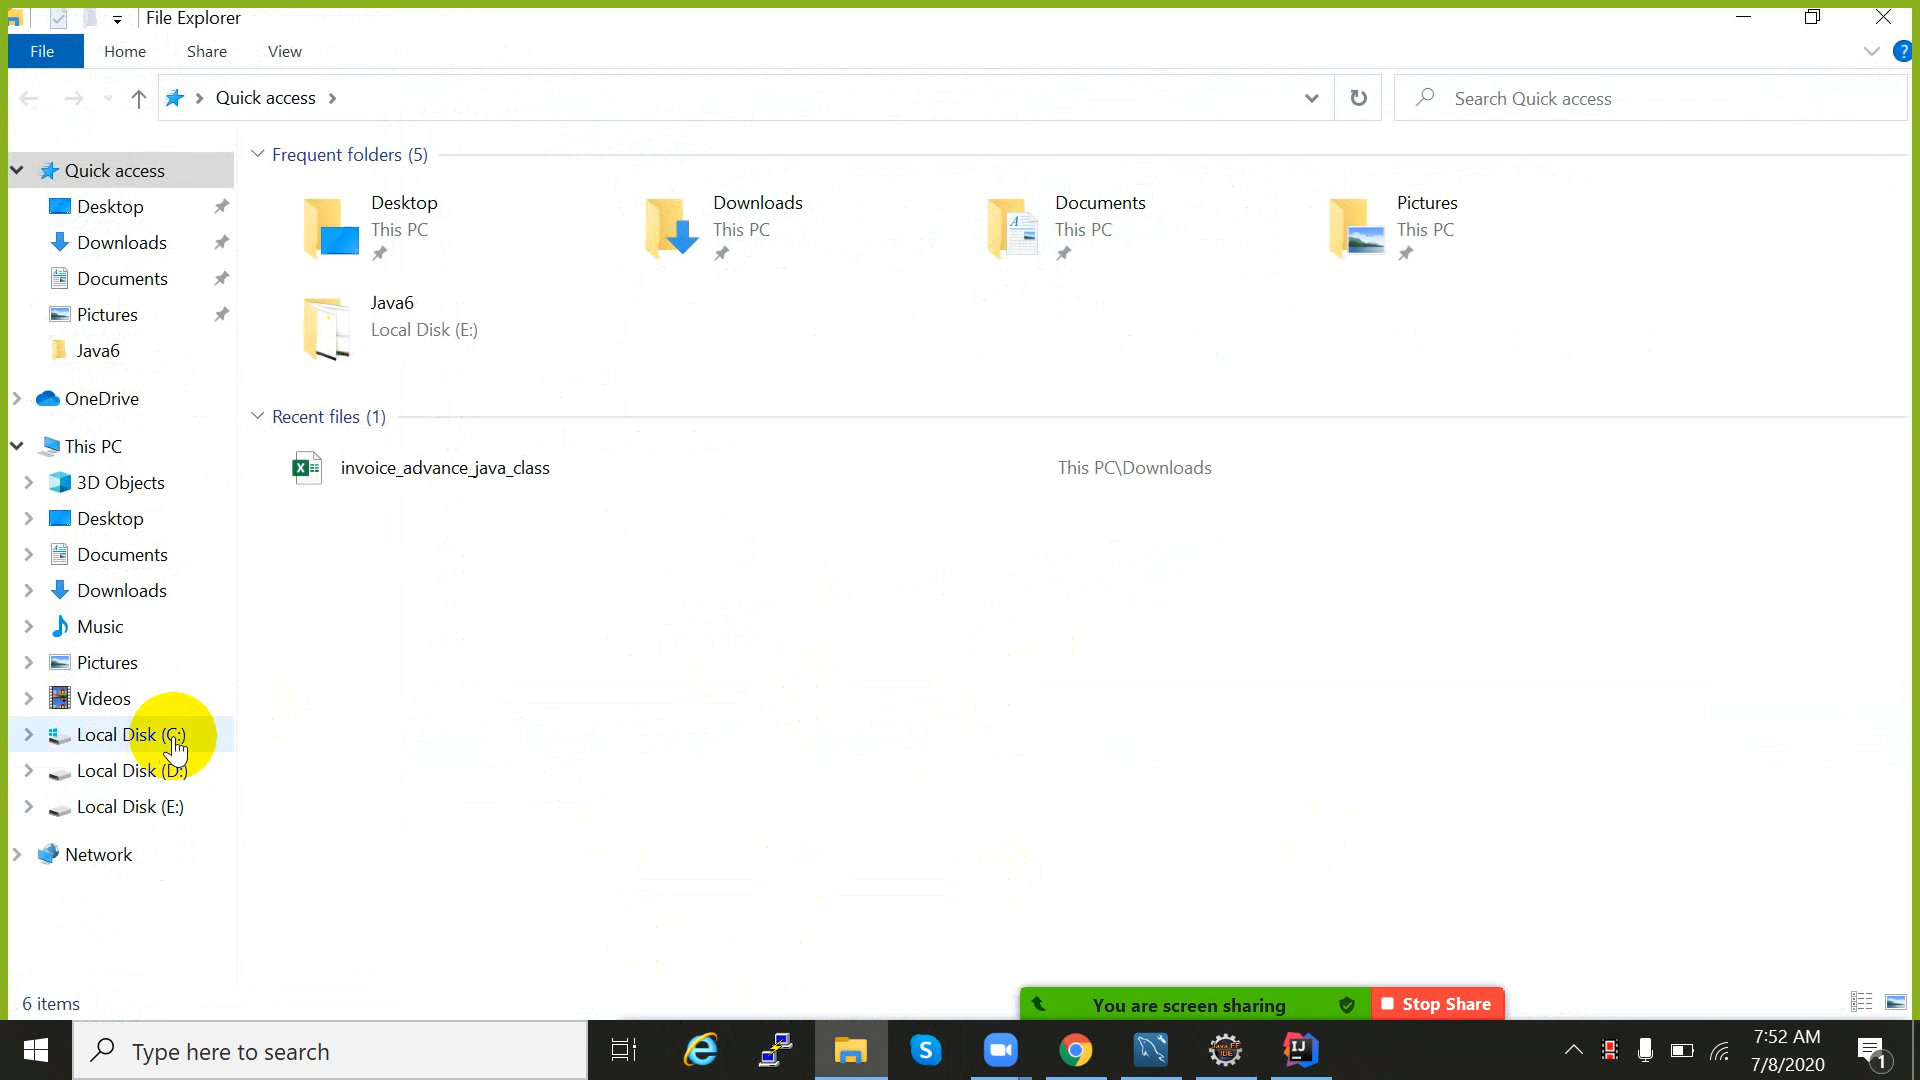 File Explorer
File Home Share View
Quick access
Search Quick access
Quick access
Desktop
Downloads
Documents
Pictures
Java6
OneDrive
This PC
3D Objects
Desktop
Documents
Downloads
Music
Pictures
Videos
Local Disk (C:)
Local Disk (D:)
Local Disk (E:)
Network
Frequent folders (5)
Desktop
This PC
Downloads
This PC
Documents
This PC
Pictures
This PC
Java6
Local Disk (E:)
Recent files (1)
invoice_advance_java_class This PC\Downloads
6 items
You are screen sharing Stop Share
Type here to search
7:52 AM
7/8/2020
1